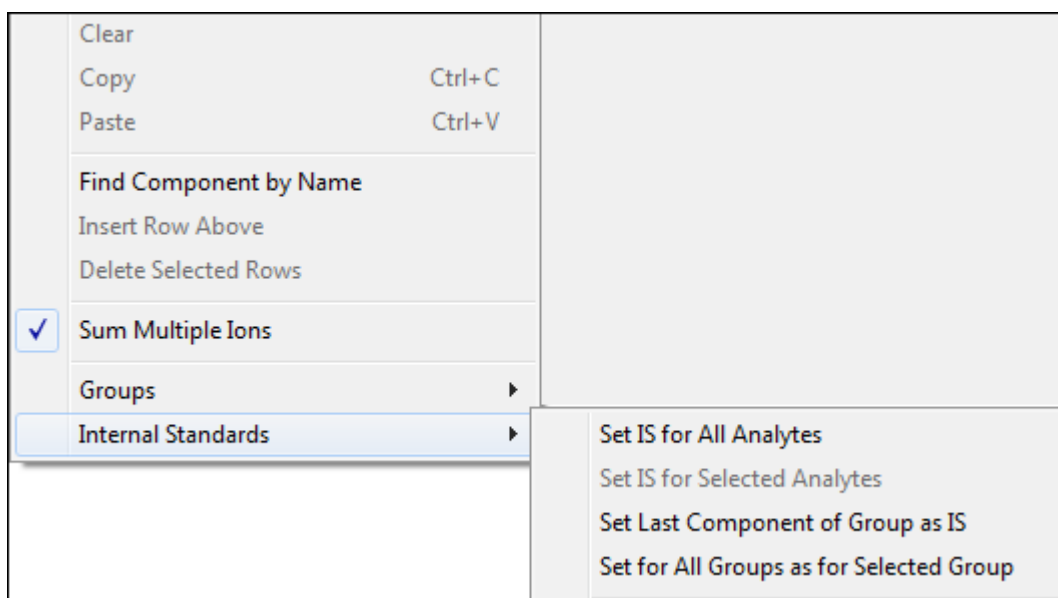 Clear
Copy Ctrl+C
Paste Ctrl+V
Find Component by Name
Insert Row Above
Delete Selected Rows
Sum Multiple Ions
Groups
Internal Standards
Set IS for All Analytes
Set IS for Selected Analytes
Set Last Component of Group as IS
Set for All Groups as for Selected Group